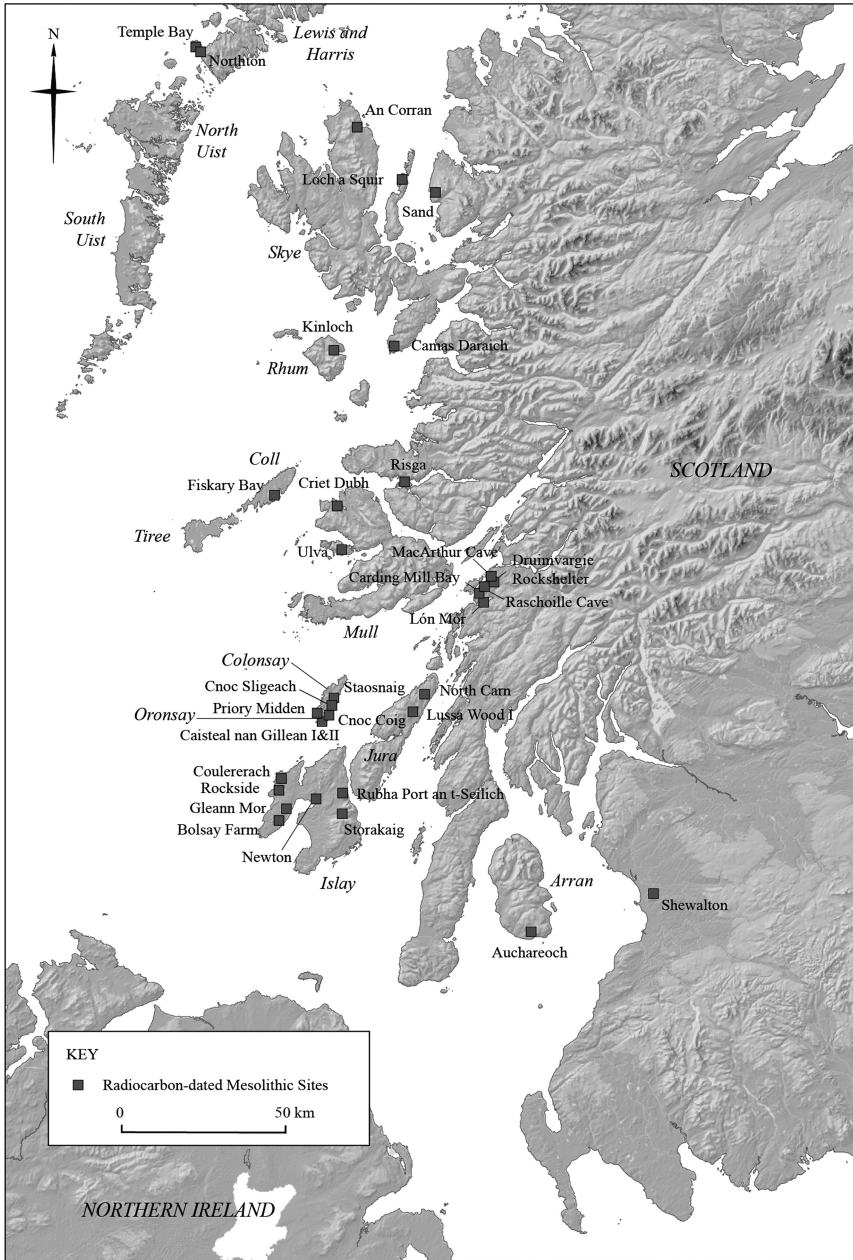 Temple Bay
Lewis and
Harris
N
Northton
An Corran
North
Uist
Loch a Squir
Sand
South
Uist
Skye
Kinloch
Camas Daraich
Rhum
Coll
Risga
SCOTLAND
Fiskary Bay
Criet Dubh
Tiree
Ulva
MacArthur Cave
Druimvargie
Rockshelter
Carding Mill Bay
Raschoille Cave
Lón Mór
Mull
Colonsay
Cnoc Sligeach
Staosnaig
North Carn
Priory Midden
Oronsay
Cnoc Coig
Lussa Wood I
Caisteal nan Gillean I&II
Jura
Coulererach
Rockside
Rubha Port an t-Seilich
Gleann Mor
Bolsay Farm
Storakaig
Newton
Islay
Arran
Shewalton
Auchareoch
KEY
Radiocarbon-dated Mesolithic Sites
0 50 km
NORTHERN IRELAND